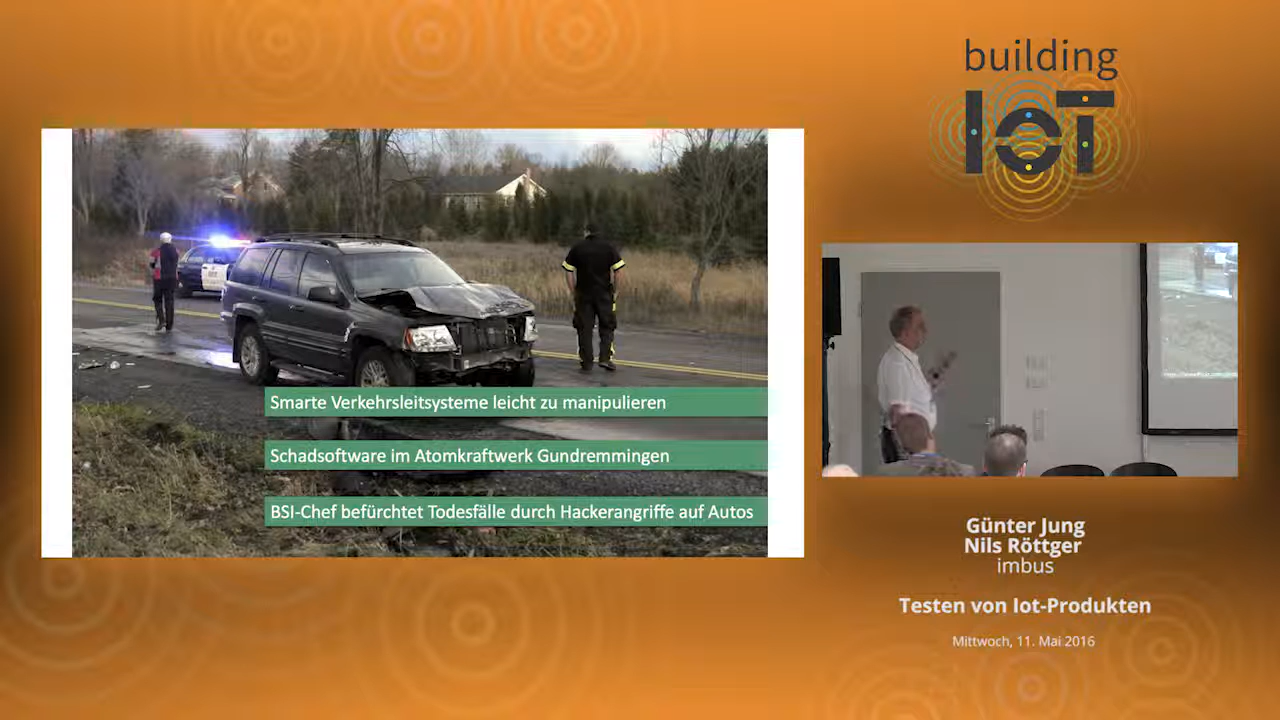 building
IoT
Smarte Verkehrsleitsysteme leicht zu manipulieren
Schadsoftware im Atomkraftwerk Gundremmingen
BSI-Chef befürchtet Todesfälle durch Hackerangriffe auf Autos
Günter Jung
Nils Röttger
imbus
Testen von Iot-Produkten
Mittwoch, 11. Mai 2016